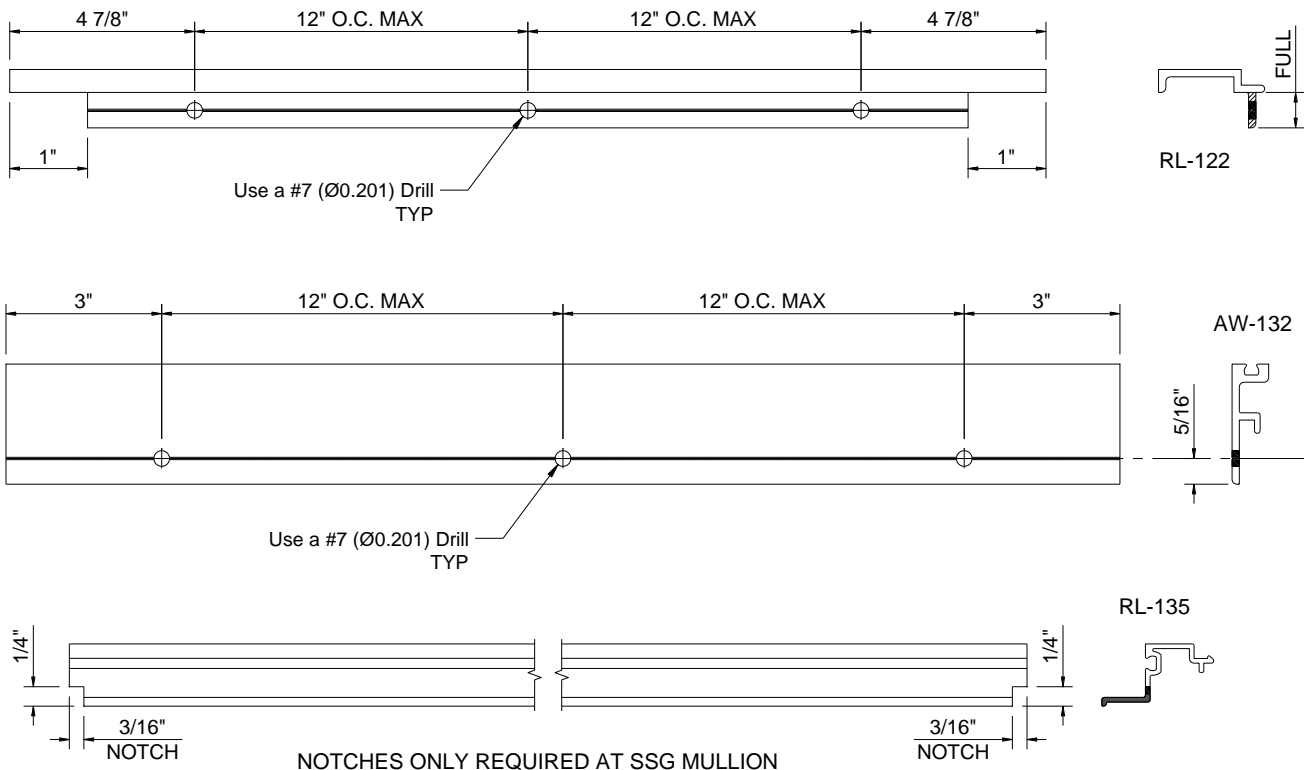 4 7/8" 12" O.C. MAX 12" O.C. MAX 4 7/8"
FULL
1" 1"
RL-122
Use a #7 (Ø0.201) Drill
TYP
3" 12" O.C. MAX 12" O.C. MAX 3"
AW-132
5/16"
Use a #7 (Ø0.201) Drill
TYP
RL-135
1/4" 1/4"
3/16" 3/16"
NOTCH NOTCH
NOTCHES ONLY REQUIRED AT SSG MULLION